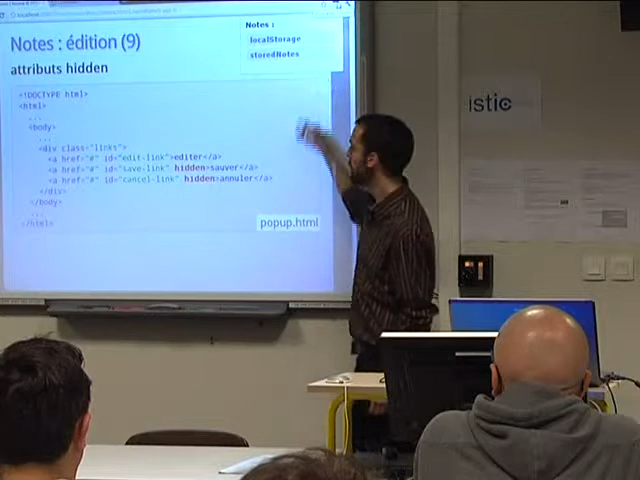 Notes : édition (9)
attributs hidden
Notes :
localStorage
storedNotes
<!DOCTYPE html>
<html>
...
<body>
...
<div class="links">
<a href="#" id="edit-link">editer</a>
<a href="#" id="save-link" hidden>sauver</a>
<a href="#" id="cancel-link" hidden>annuler</a>
</div>
</body>
...
</html>
popup.html
istic